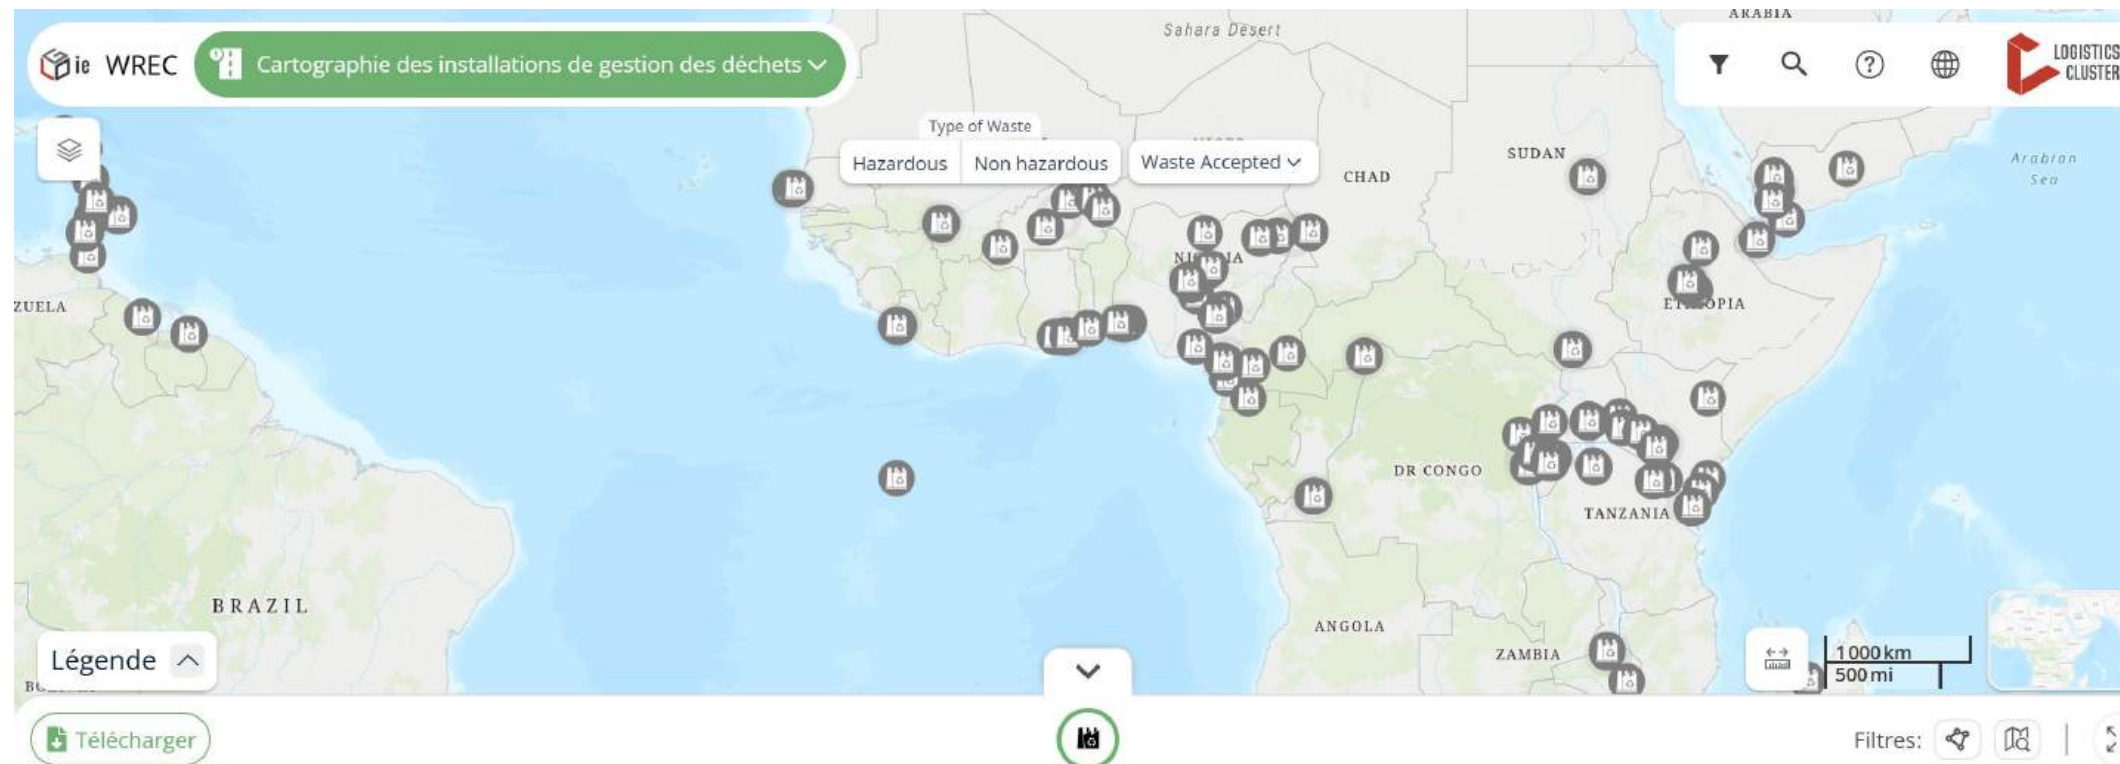 ARABIA
Sahara Desert
ie WREC
Cartographie des installations de gestion des déchets
LOGISTICS
CLUSTER
Type of Waste
Hazardous
Non hazardous
Waste Accepted
SUDAN
CHAD
Arabian
Sea
ZUELA
DR CONGO
TANZANIA
BRAZIL
ANGOLA
ZAMBIA
Légende
1000 km
500 mi
Télécharger
Filtres: